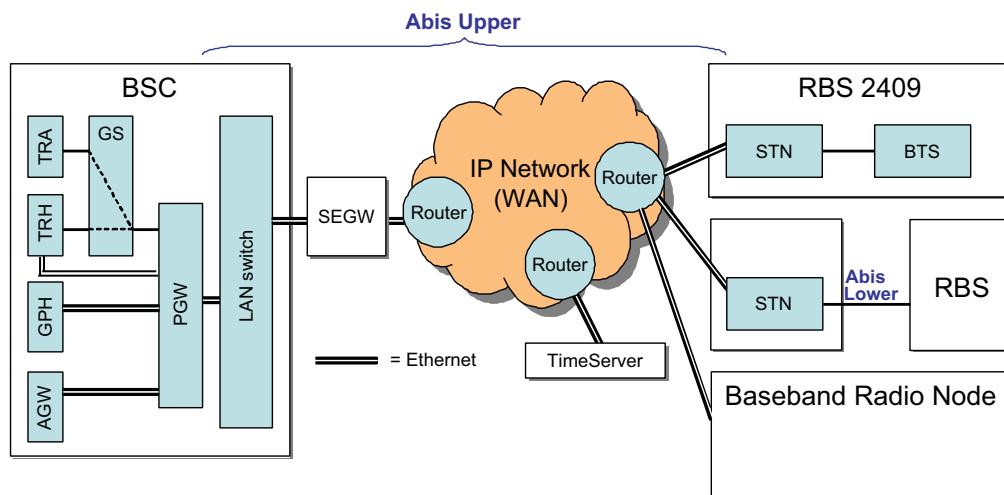 Abis Upper
BSC
TRA
GS
TRH
GPH
AGW
PGW
LAN switch
SEGW
Router
IP Network
(WAN)
Router
Router
TimeServer
= Ethernet
RBS 2409
STN
BTS
STN
Abis
Lower
RBS
Baseband Radio Node